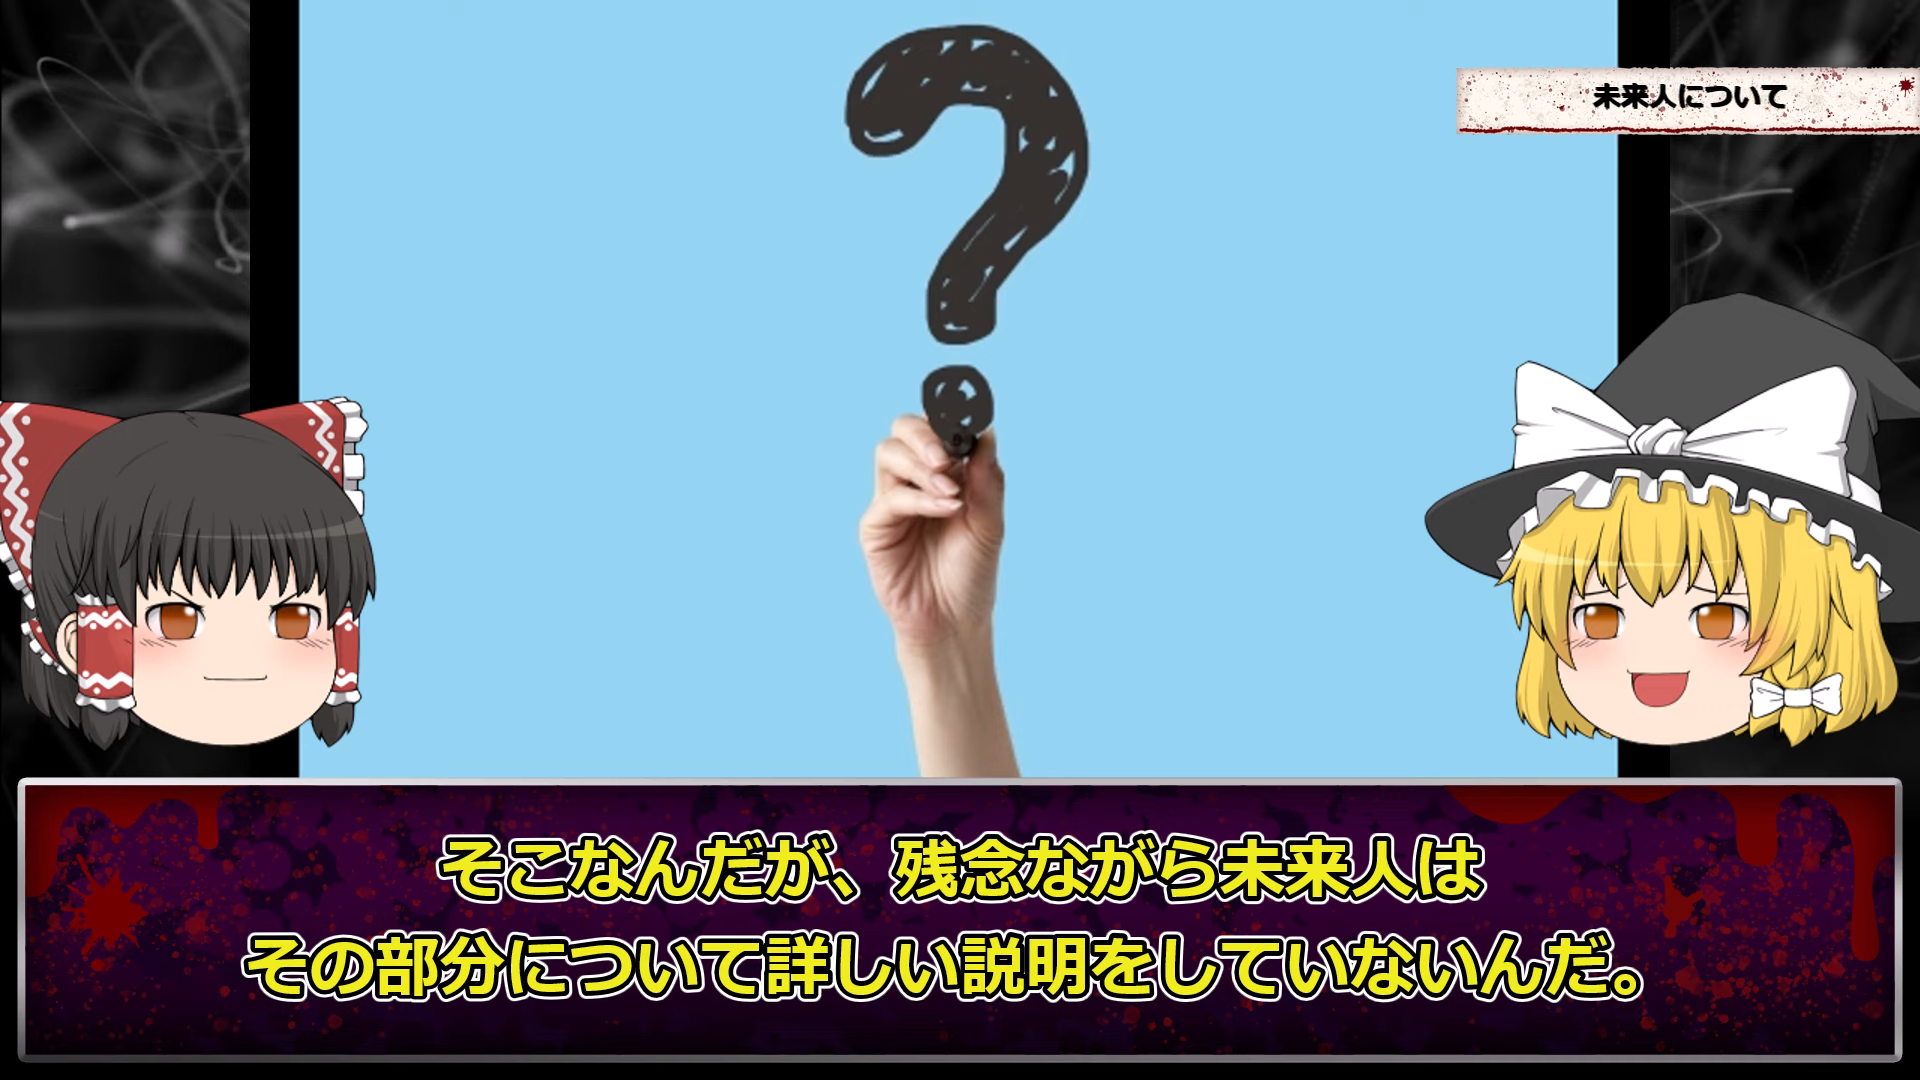 未来人について
そこなんだが、残念ながら未来人は
その部分について詳しい説明をしていないんだ。